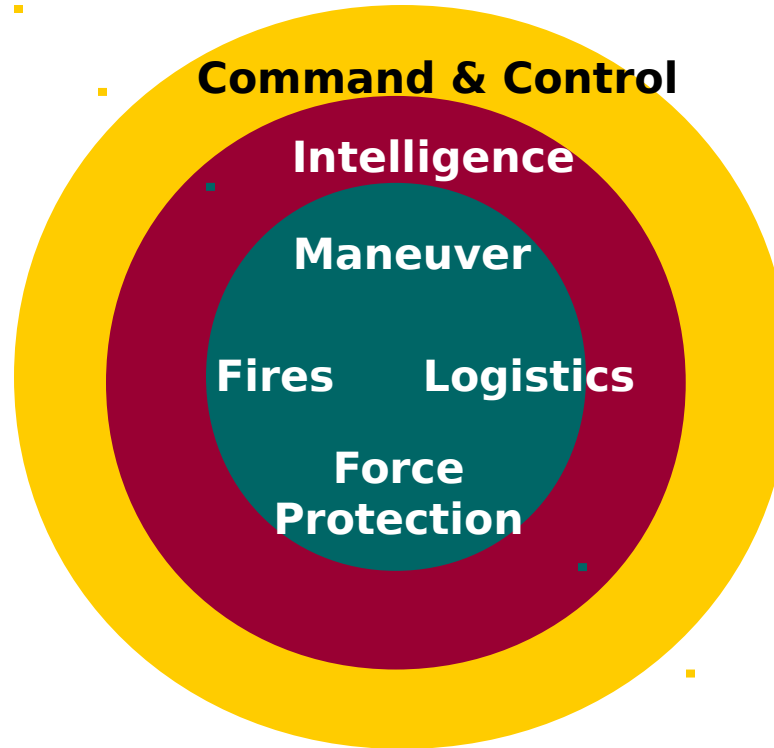 Command & Control
Intelligence
Maneuver
Fires
Logistics
Force
Protection